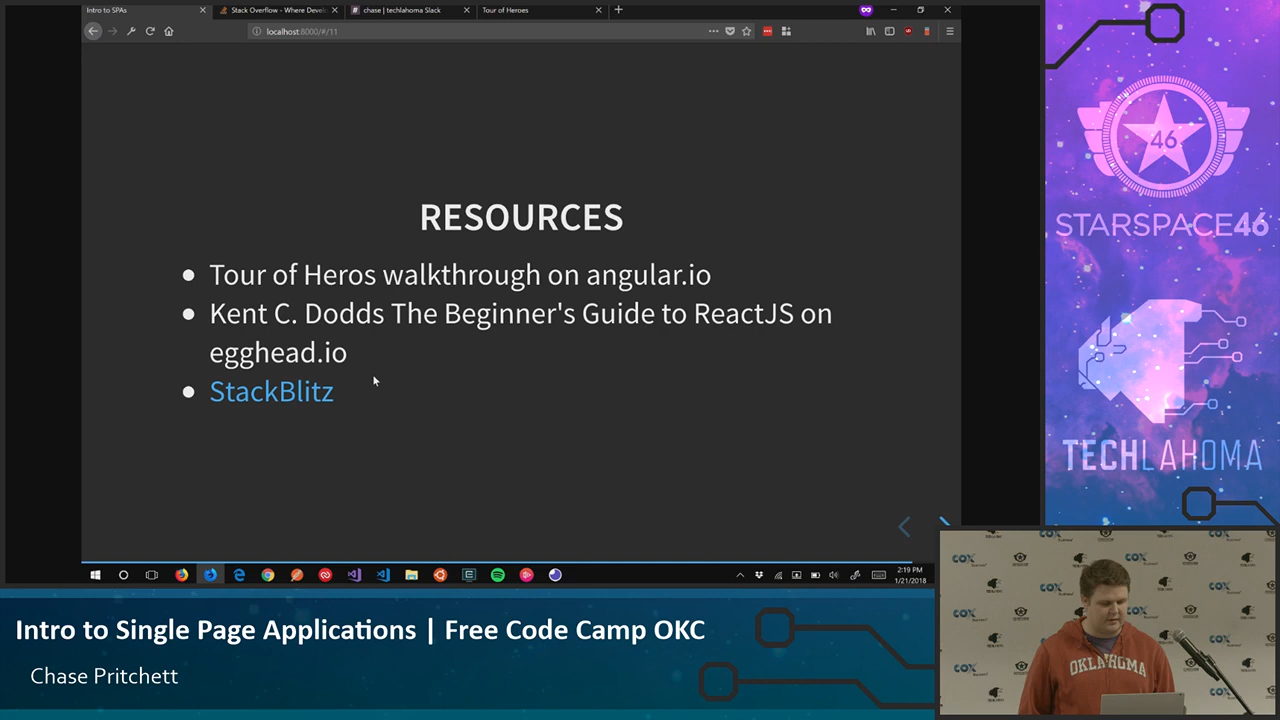 Intro to SPAs
Stack Overflow - Where Develo
chase | techlahoma Slack
Tour of Heroes
localhost:8000/#/11
RESOURCES
Tour of Heros walkthrough on angular.io
Kent C. Dodds The Beginner's Guide to ReactJS on
egghead.io
StackBlitz
2:19 PM
1/21/2018
46
STARSPACE46
TECHLAHOMA
Intro to Single Page Applications | Free Code Camp OKC
Chase Pritchett
COX
OKLAHOMA